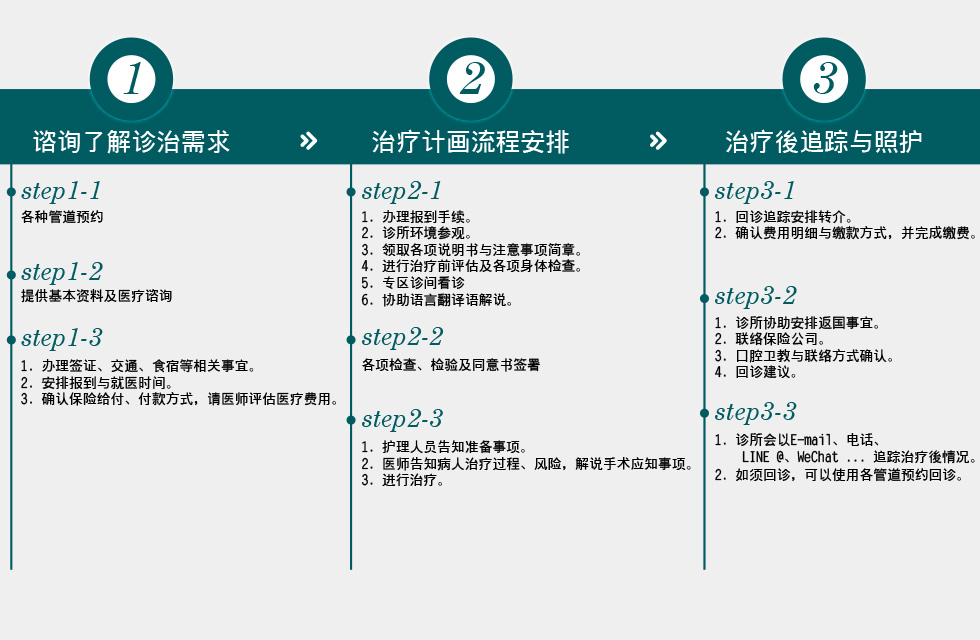 1
谘询了解诊治需求
step1-1
各种管道预约
step1-2
提供基本资料及医疗谘询
step1-3
1. 办理签证、交通、食宿等相关事宜。
2. 安排报到与就医时间。
3. 确认保险给付、付款方式，请医师评估医疗费用。
»
2
治疗计画流程安排
step2-1
1. 办理报到手续。
2. 诊所环境参观。
3. 领取各项说明书与注意事项简章。
4. 进行治疗前评估及各项身体检查。
5. 专区诊间看诊
6. 协助语言翻译语解说。
step2-2
各项检查、检验及同意书签署
step2-3
1. 护理人员告知准备事项。
2. 医师告知病人治疗过程、风险，解说手术应知事项。
3. 进行治疗。
»
3
治疗後追踪与照护
step3-1
1. 回诊追踪安排转介。
2. 确认费用明细与缴款方式，并完成缴费。
step3-2
1. 诊所协助安排返国事宜。
2. 联络保险公司。
3. 口腔卫教与联络方式确认。
4. 回诊建议。
step3-3
1. 诊所会以E-mail、电话、
LINE @、WeChat ... 追踪治疗後情况。
2. 如须回诊，可以使用各管道预约回诊。